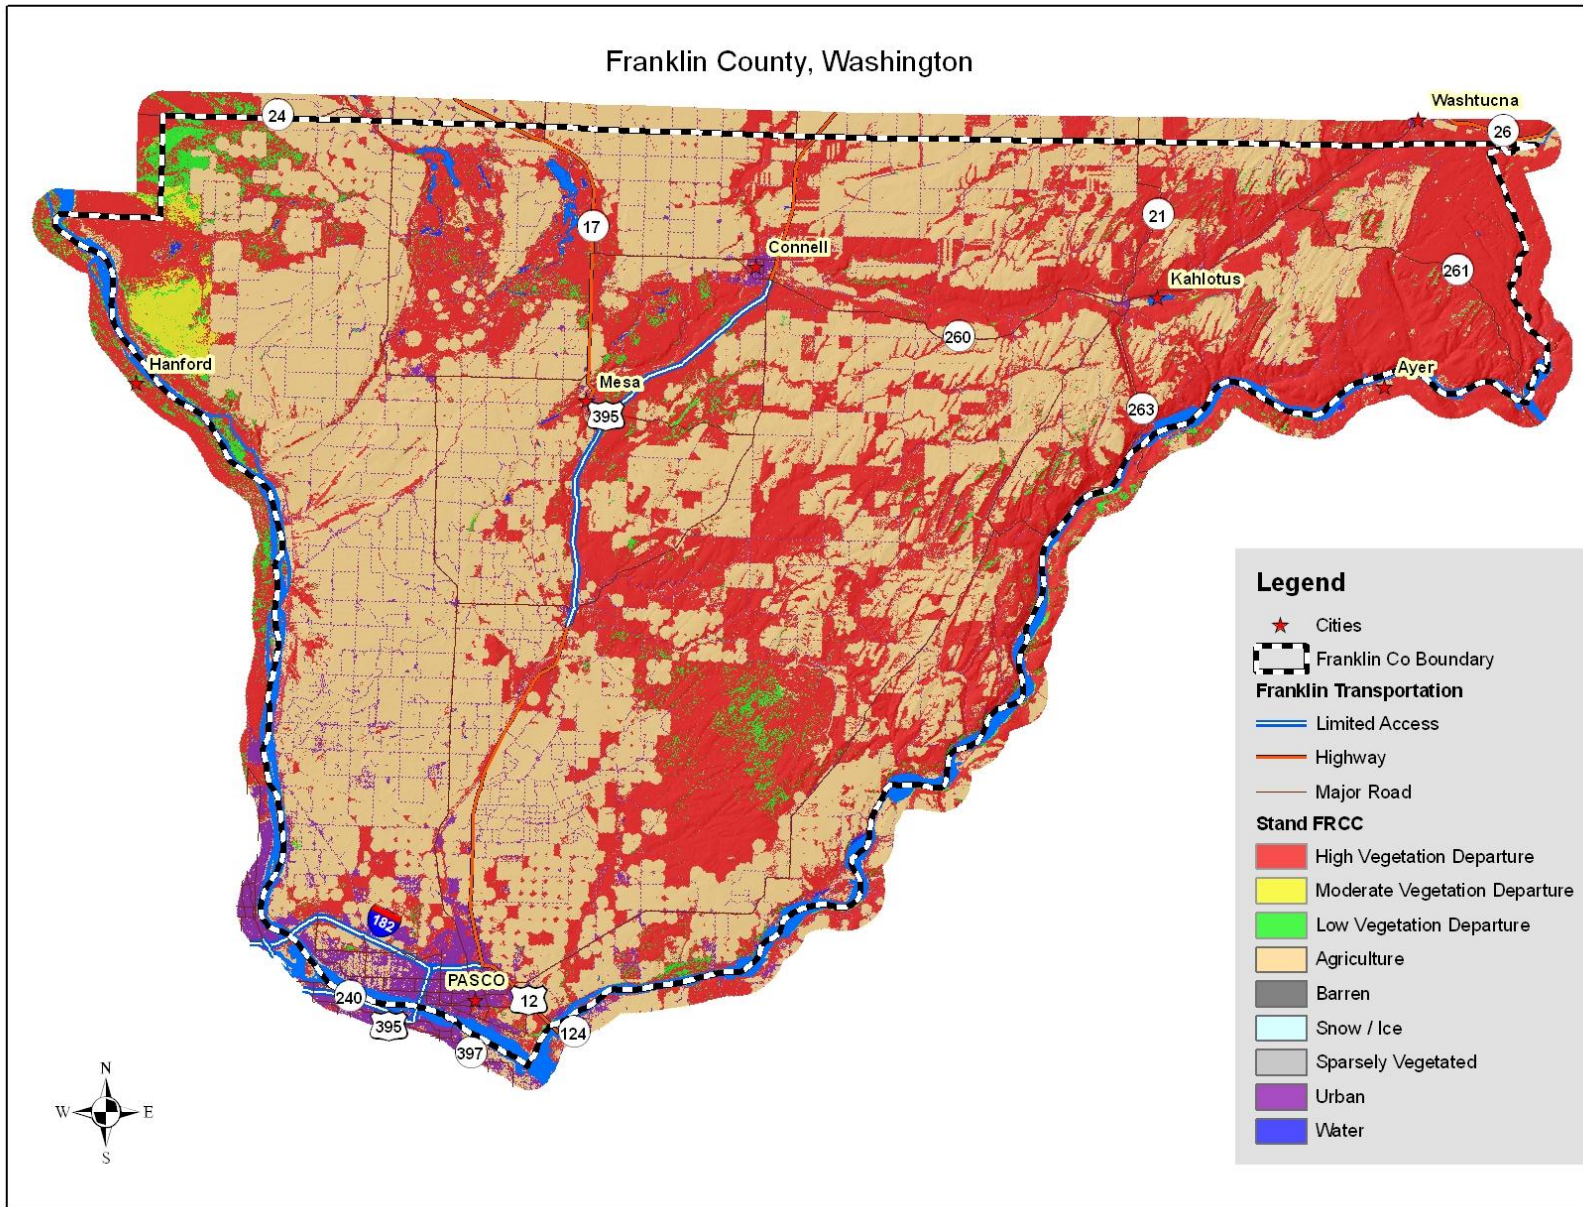 Franklin County, Washington
Washtucna
24
26
17
21
Connell
261
Kahlotus
260
Hanford
Mesa
Ayer
395
263
Legend
Cities
Franklin Co Boundary
Franklin Transportation
Limited Access
Highway
Major Road
Stand FRCC
High Vegetation Departure
Moderate Vegetation Departure
Low Vegetation Departure
Agriculture
Barren
Snow / Ice
Sparsely Vegetated
Urban
Water
182
PASCO
240
12
395
124
397
N
W E
S